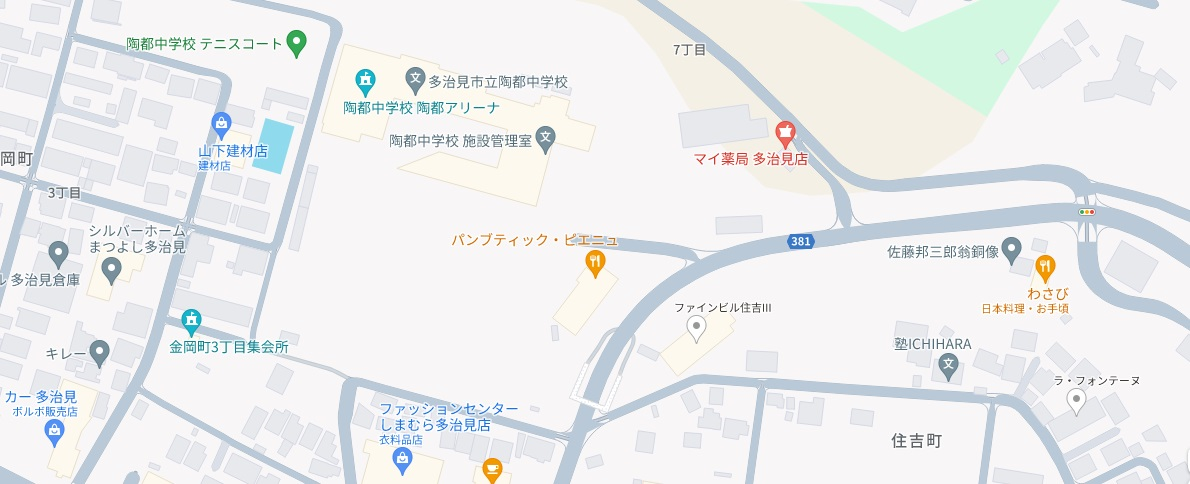 陶都中学校 テニスコート
7丁目
多治見市立陶都中学校
陶都中学校 陶都アリーナ
山下建材店
建材店
陶都中学校 施設管理室
マイ薬局 多治見店
岡町
3丁目
シルバーホーム
まつよし多治見
パンブティック・ビエニュ
381
佐藤邦三郎翁銅像
多治見倉庫
わさび
日本料理・お手頃
ファインビル住吉III
金岡町3丁目集会所
キレー
塾ICHIHARA
ラ・フォンテーヌ
カー 多治見
ボルボ販売店
ファッションセンター
しまむら多治見店
衣料品店
住吉町